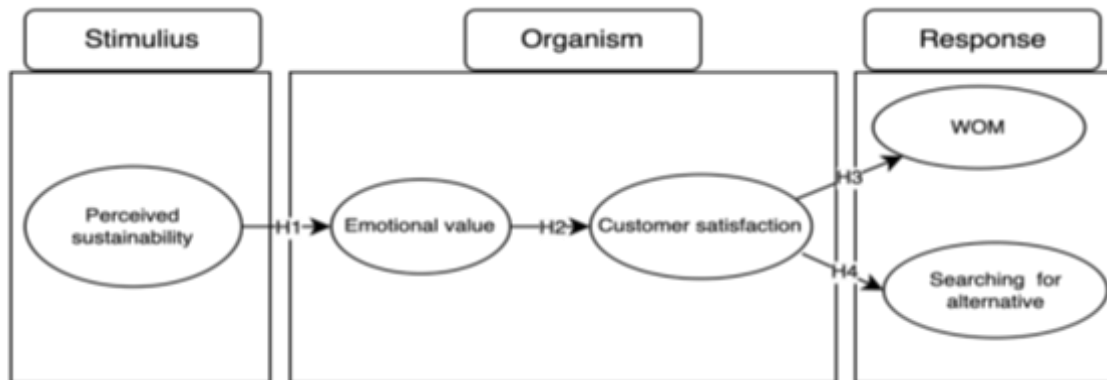 Stimulius
Organism
Response
Perceived
sustainability
H1
Emotional value
H2
Customer satisfaction
H3
WOM
H4
Searching for
alternative